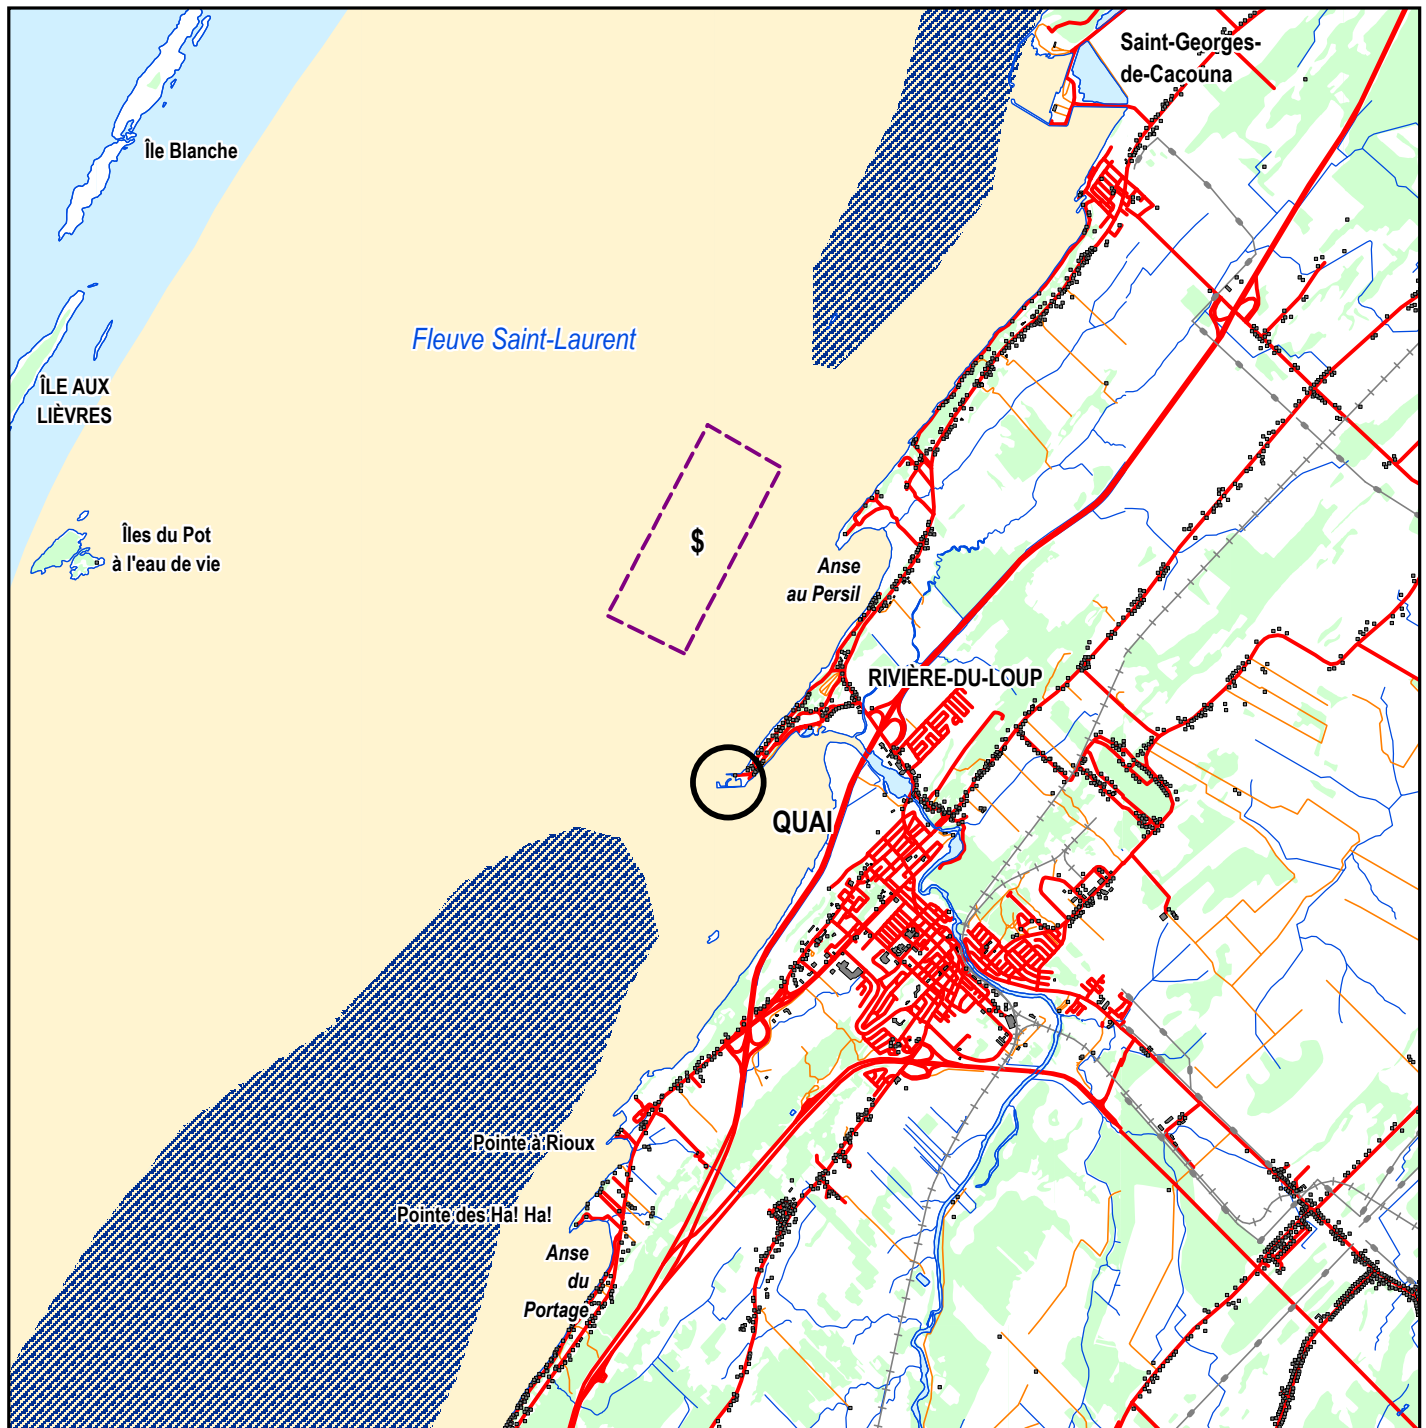 Saint-Georges-
de-Cacouna
Île Blanche
Fleuve Saint-Laurent
ÎLE AUX
LIÈVRES
Îles du Pot
à l'eau de vie
$
Anse
au Persil
RIVIÈRE-DU-LOUP
QUAI
Pointe à Rioux
Pointe des Ha! Ha!
Anse
du
Portage